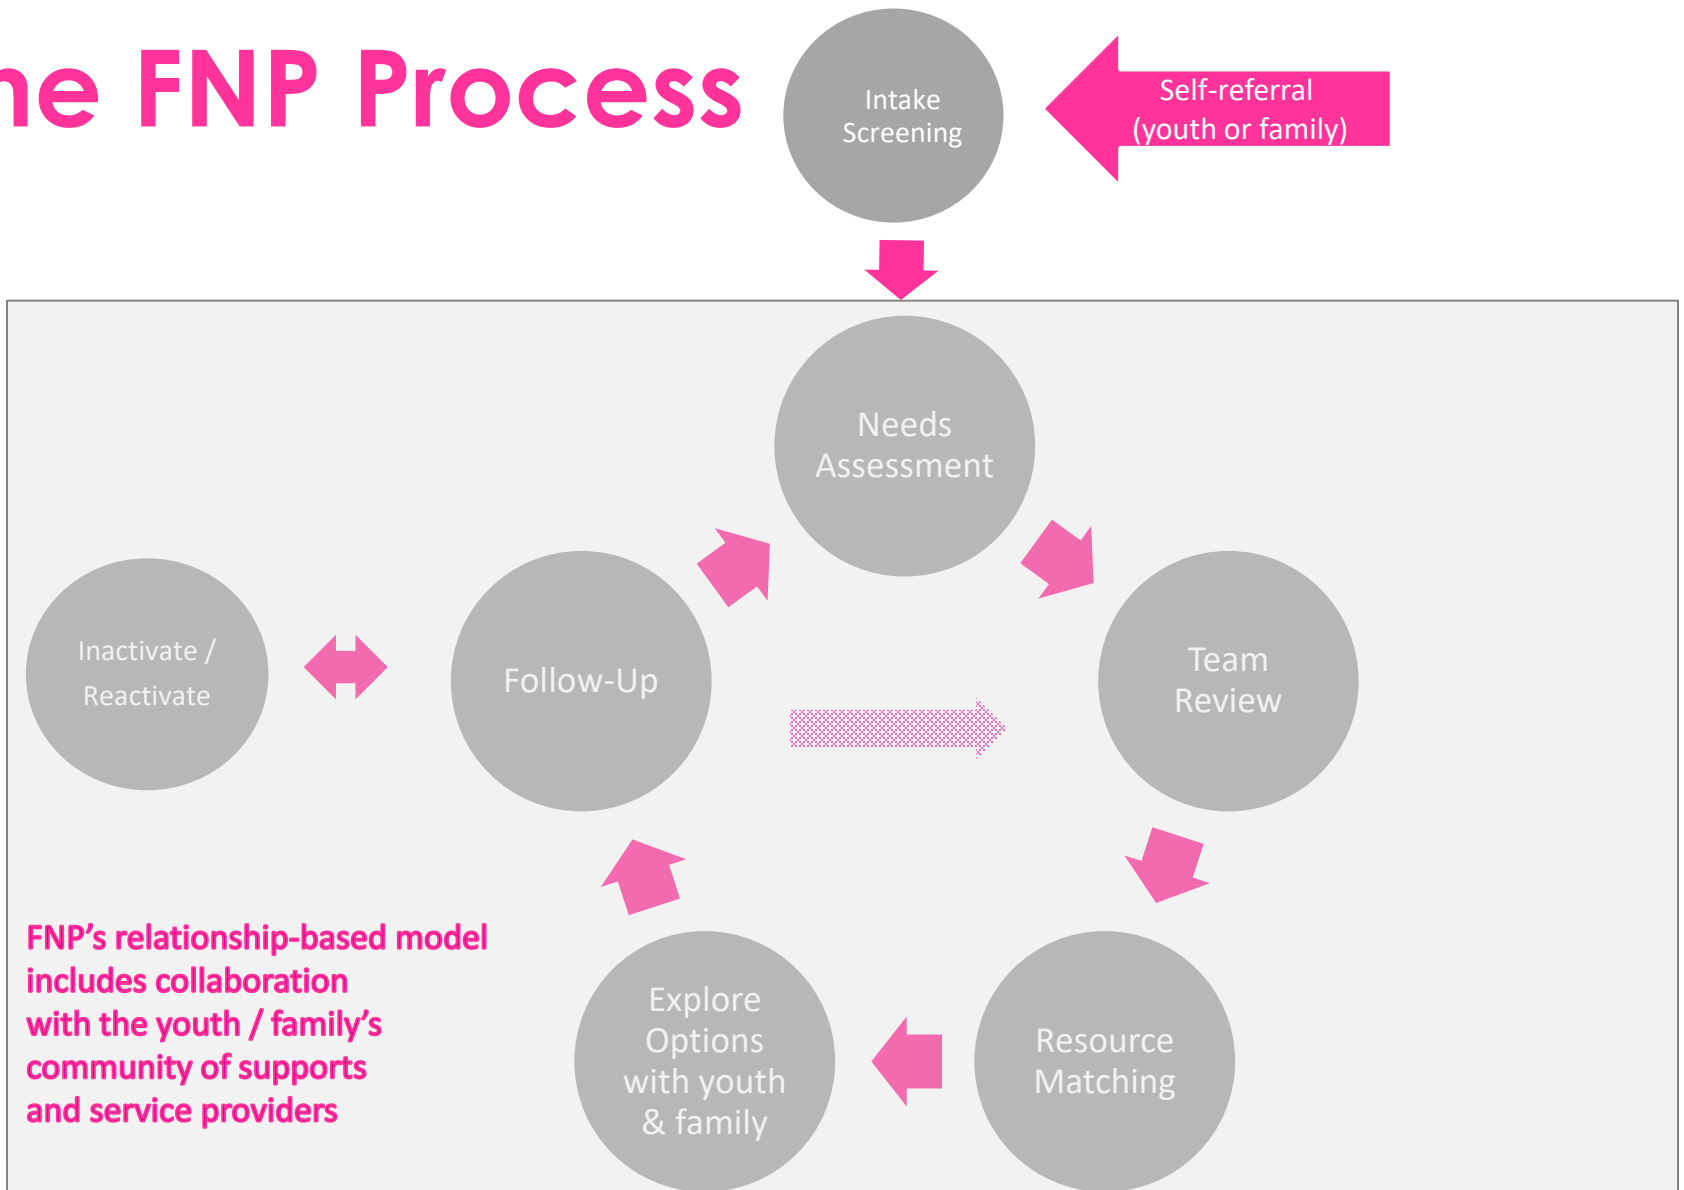 ne FNP Process
Intake
Screening
Self-referral
(youth or family)
Needs
Assessment
Inactivate /
Reactivate
Follow-Up
Team
Review
FNP’s relationship-based model
includes collaboration
with the youth / family’s
community of supports
and service providers
Explore
Options
with youth
& family
Resource
Matching